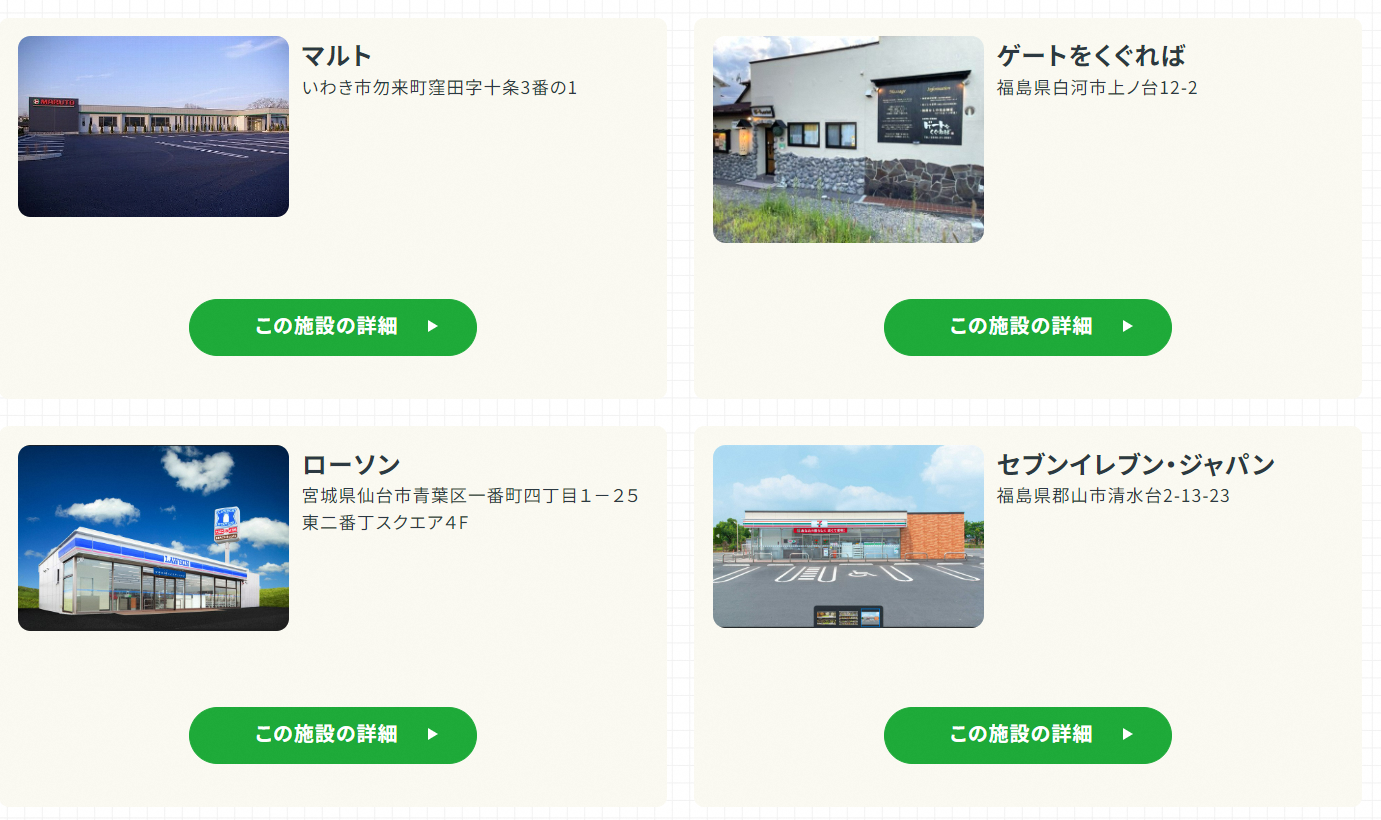 マルト
いわき市勿来町窪田字十条3番の1
MARUTO
この施設の詳細
ゲートをくぐれば
福島県白河市上ノ台12-2
Message
Information
この施設の詳細
ローソン
宮城県仙台市青葉区一番町四丁目１－２５
東二番丁スクエア４F
LAWSON
この施設の詳細
セブンイレブン・ジャパン
福島県郡山市清水台2-13-23
この施設の詳細